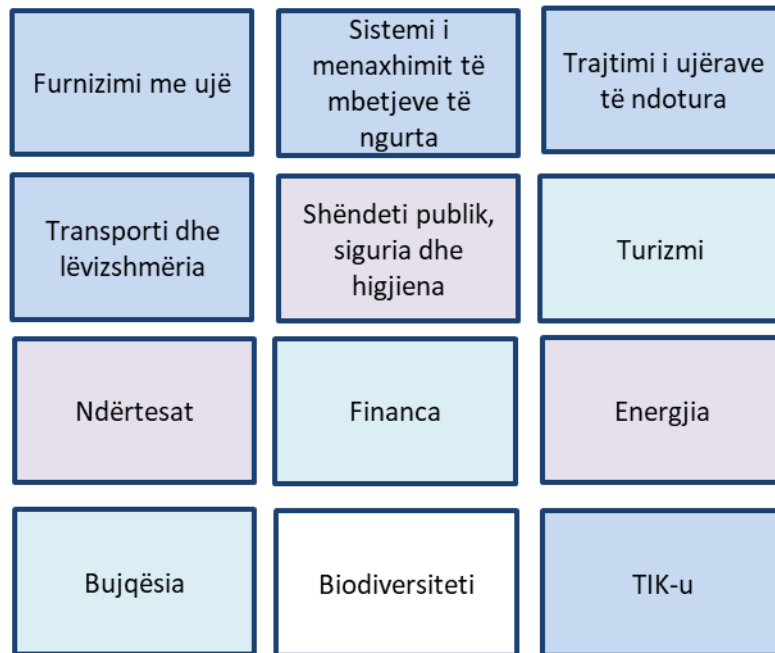 Furnizimi me ujë
Sistemi i
menaxhimit të
mbetjeve të
ngurta
Trajtimi i ujërave
të ndotura
Transporti dhe
lëvizshmëria
Shëndeti publik,
siguria dhe
higjiena
Turizmi
Ndërtesat
Financa
Energjia
Bujqësia
Biodiversiteti
TIK-u